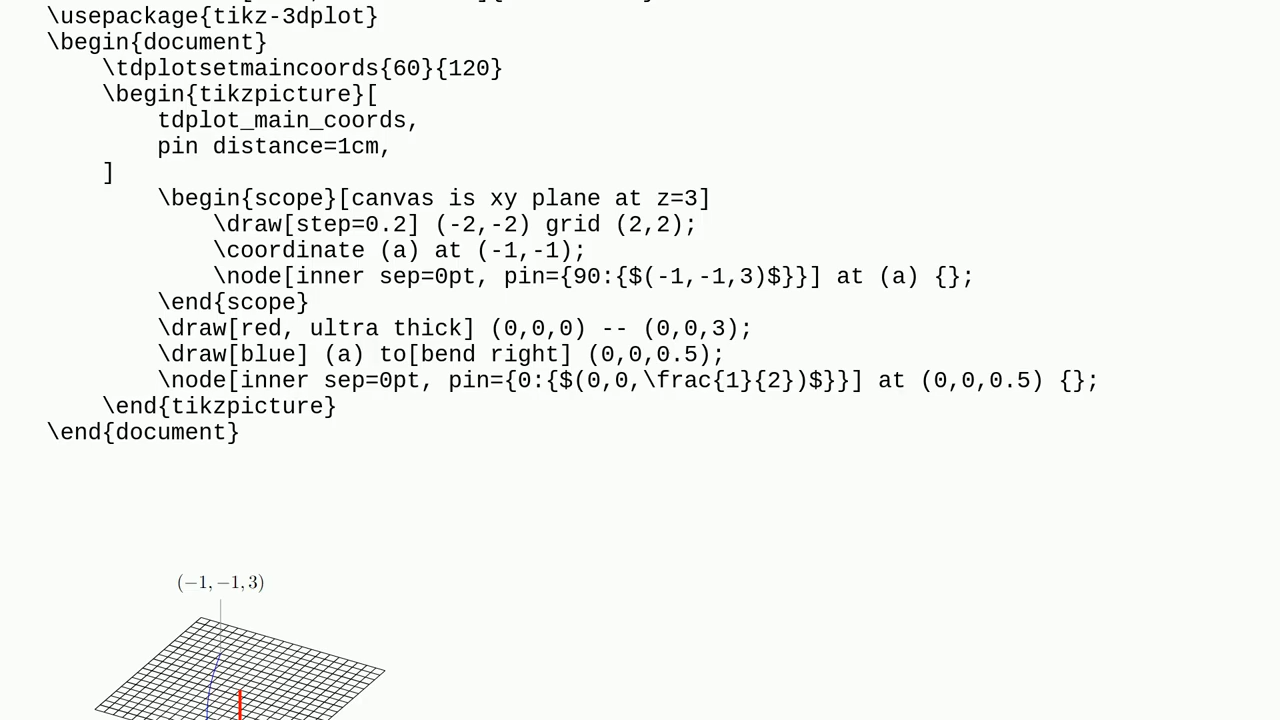 \usepackage{tikz-3dplot}
\begin{document}
    \tdplotsetmaincoords{60}{120}
    \begin{tikzpicture}[
        tdplot_main_coords,
        pin distance=1cm,
    ]
        \begin{scope}[canvas is xy plane at z=3]
            \draw[step=0.2] (-2,-2) grid (2,2);
            \coordinate (a) at (-1,-1);
            \node[inner sep=0pt, pin={90:{$(-1,-1,3)$}}] at (a) {};
        \end{scope}
        \draw[red, ultra thick] (0,0,0) -- (0,0,3);
        \draw[blue] (a) to[bend right] (0,0,0.5);
        \node[inner sep=0pt, pin={0:{$(0,0,\frac{1}{2})$}}] at (0,0,0.5) {};
    \end{tikzpicture}
\end{document}
(−1, −1, 3)